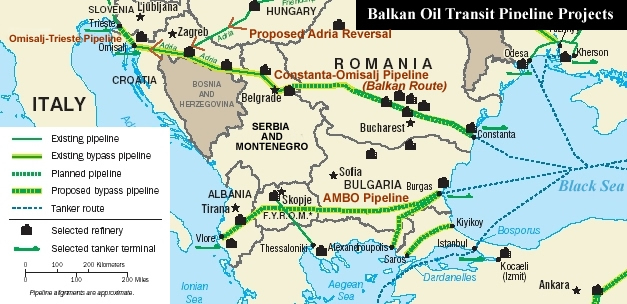 Balkan Oil Transit Pipeline Projects
SLOVENIA
Ljubljana
HUNGARY
Trieste
Omisalj-Trieste Pipeline
Omisalj
Zagreb
Adria
Proposed Adria Reversal
Adria
Adria
CROATIA
ROMANIA
Constanta-Omisalj Pipeline
(Balkan Route)
Odesa
Kherson
BOSNIA
AND
HERZEGOVINA
Belgrade
ITALY
SERBIA
AND
MONTENEGRO
Bucharest
Constanta
Existing pipeline
Existing bypass pipeline
Planned pipeline
Proposed bypass pipeline
Tanker route
Selected refinery
Selected tanker terminal
Sofia
BULGARIA
Burgas
Black Sea
ALBANIA
Tirana
Skopje
F.Y.R.O.M.
AMBO Pipeline
Vlore
Kiyikoy
Bosporus
Thessaloniki
Alexandroupolis
Istanbul
Saros
Kocaeli
(Izmit)
Dardanelles
Ionian
Sea
Aegean
Sea
Ankara
0 100 200 Kilometers
0 100 200 Miles
Pipeline alignments are approximate.